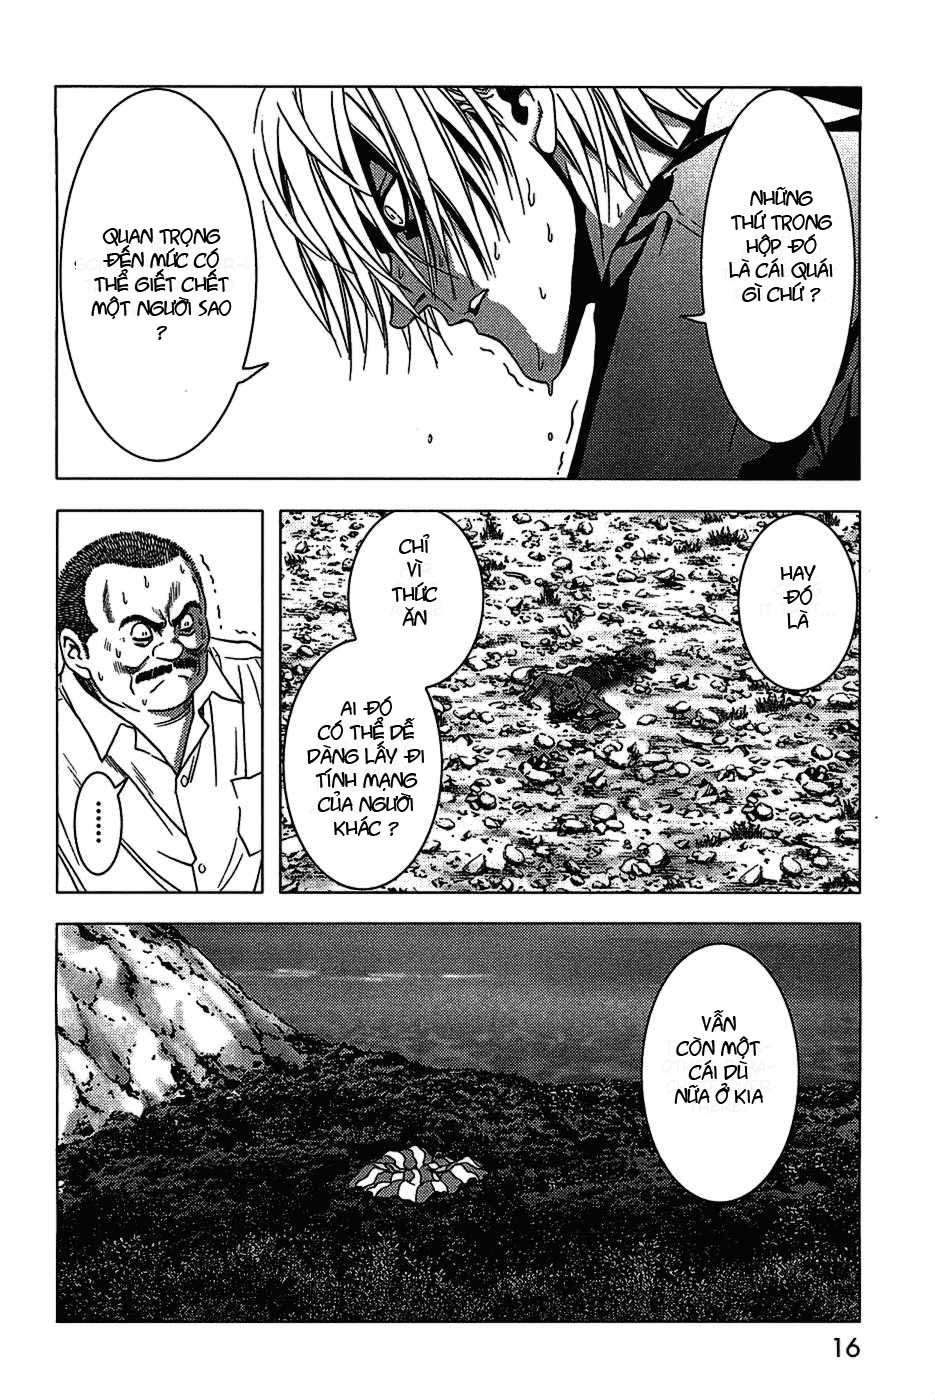 NHỮNG
THỨ TRONG
HỘP ĐÓ
LÀ CÁI QUÁI
GÌ CHỨ ?
QUAN TRỌNG
ĐẾN MỨC CÓ
THỂ GIẾT CHẾT
MỘT NGƯỜI SAO
?
HAY
ĐÓ
LÀ
CHỈ
VÌ
THỨC
ĂN
AI ĐÓ
CÓ THỂ DỄ
DÀNG LẤY ĐI
TÍNH MẠNG
CỦA NGƯỜI
KHÁC ?
......
VẪN
CÒN MỘT
CÁI DÙ
NỮA Ở KIA
16